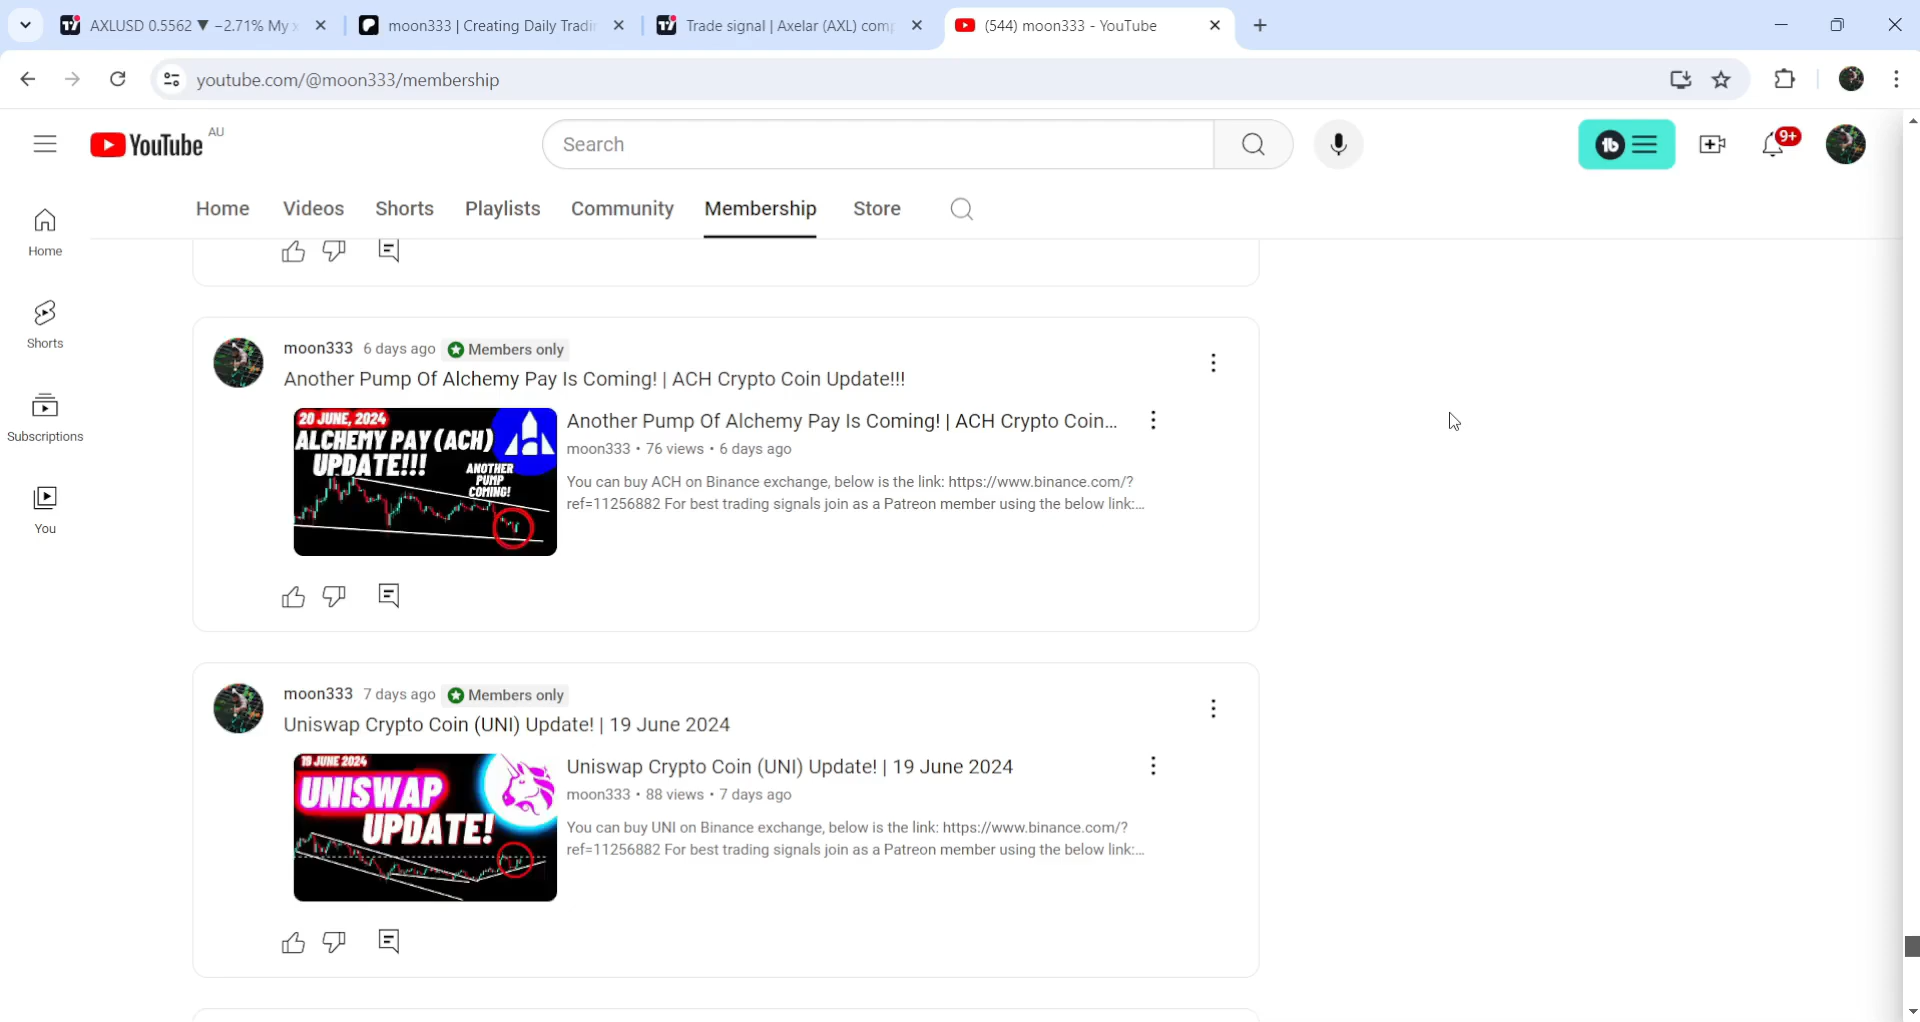 AXLUSD 0.5562 ▼ −2.71% My
moon333 | Creating Daily Tradi
Trade signal | Axelar (AXL) com
(544) moon333 - YouTube
youtube.com/@moon333/membership
YouTube AU
Search
9+
Home
Videos
Shorts
Playlists
Community
Membership
Store
Home
Shorts
Subscriptions
You
moon333 6 days ago Members only
Another Pump Of Alchemy Pay Is Coming! | ACH Crypto Coin Update!!!
20 JUNE, 2024
ALCHEMY PAY (ACH)
UPDATE!!!
ANOTHER
PUMP
COMING!
Another Pump Of Alchemy Pay Is Coming! | ACH Crypto Coin...
moon333 • 76 views • 6 days ago
You can buy ACH on Binance exchange, below is the link: https://www.binance.com/?
ref=11256882 For best trading signals join as a Patreon member using the below link:...
moon333 7 days ago Members only
Uniswap Crypto Coin (UNI) Update! | 19 June 2024
19 JUNE 2024
UNISWAP
UPDATE!
Uniswap Crypto Coin (UNI) Update! | 19 June 2024
moon333 • 88 views • 7 days ago
You can buy UNI on Binance exchange, below is the link: https://www.binance.com/?
ref=11256882 For best trading signals join as a Patreon member using the below link:...